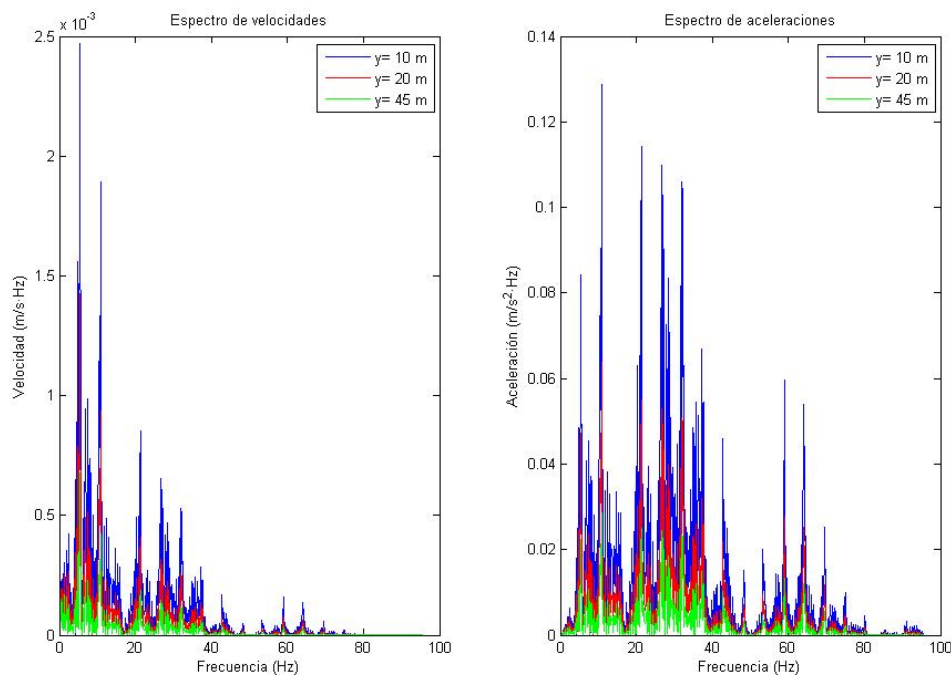 Espectro de velocidades
x 10⁻³
2.5
2
1.5
1
0.5
0
Velocidad (m/s·Hz)
0 20 40 60 80 100
Frecuencia (Hz)
y= 10 m
y= 20 m
y= 45 m
Espectro de aceleraciones
0.14
0.12
0.1
0.08
0.06
0.04
0.02
0
Aceleración (m/s²·Hz)
0 20 40 60 80 100
Frecuencia (Hz)
y= 10 m
y= 20 m
y= 45 m